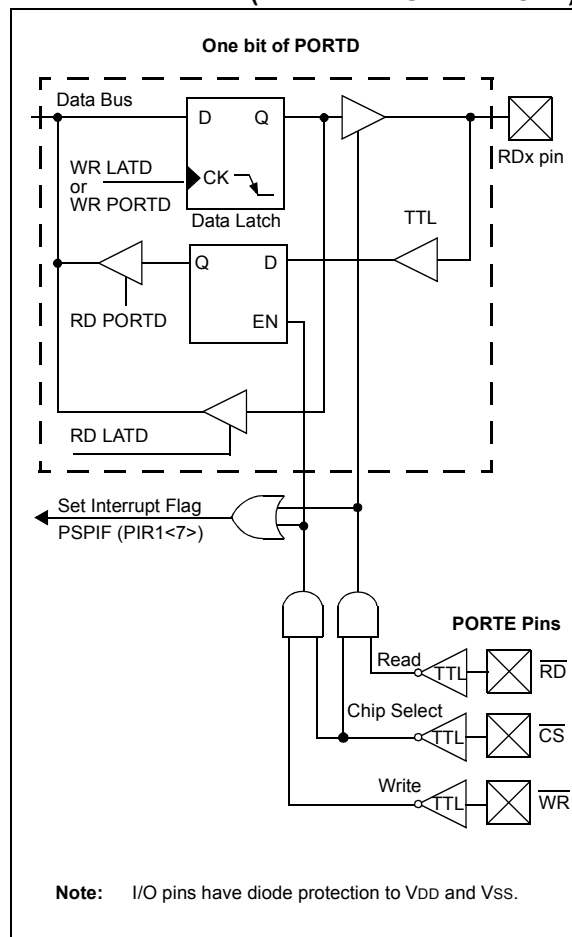 One bit of PORTD
Data Bus
D Q
RDx pin
WR LATD
or
WR PORTD
CK
Data Latch
TTL
Q D
EN
RD PORTD
RD LATD
Set Interrupt Flag
PSPIF (PIR1<7>)
PORTE Pins
Read
TTL
RD
Chip Select
TTL
CS
Write
TTL
WR
Note: I/O pins have diode protection to VDD and VSS.